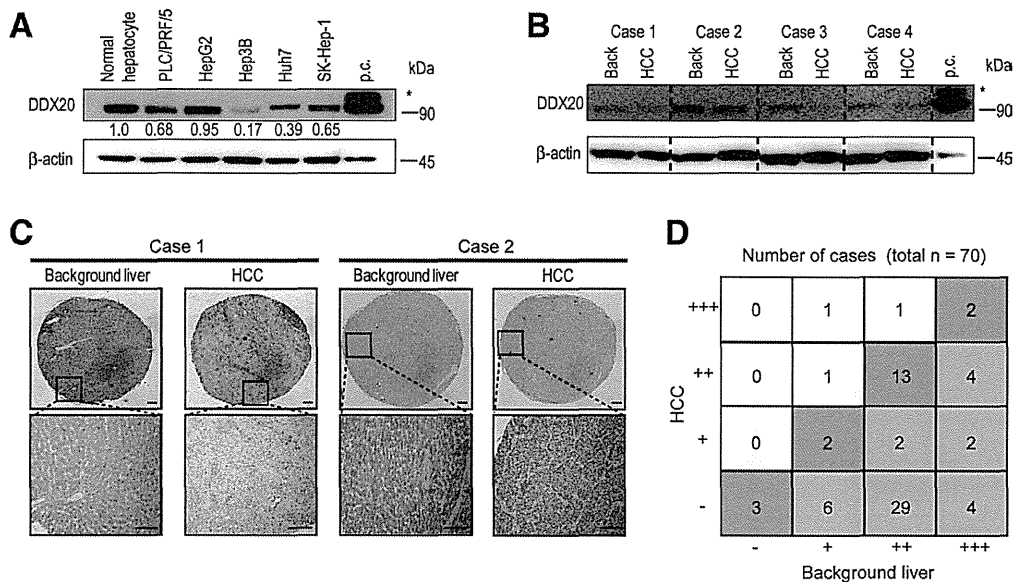 A
Normal hepatocyte
PLC/PRF/5
HepG2
Hep3B
Huh7
SK-Hep-1
p.c.
kDa
*
DDX20
90
1.0 0.68 0.95 0.17 0.39 0.65
β-actin
45
B
Case 1 Case 2 Case 3 Case 4
Back HCC Back HCC Back HCC Back HCC p.c.
kDa
*
DDX20
90
β-actin
45
C
Case 1 Case 2
Background liver HCC Background liver HCC
D
Number of cases (total n = 70)
HCC
+++ 0 1 1 2
++ 0 1 13 4
+ 0 2 2 2
- 3 6 29 4
- + ++ +++
Background liver